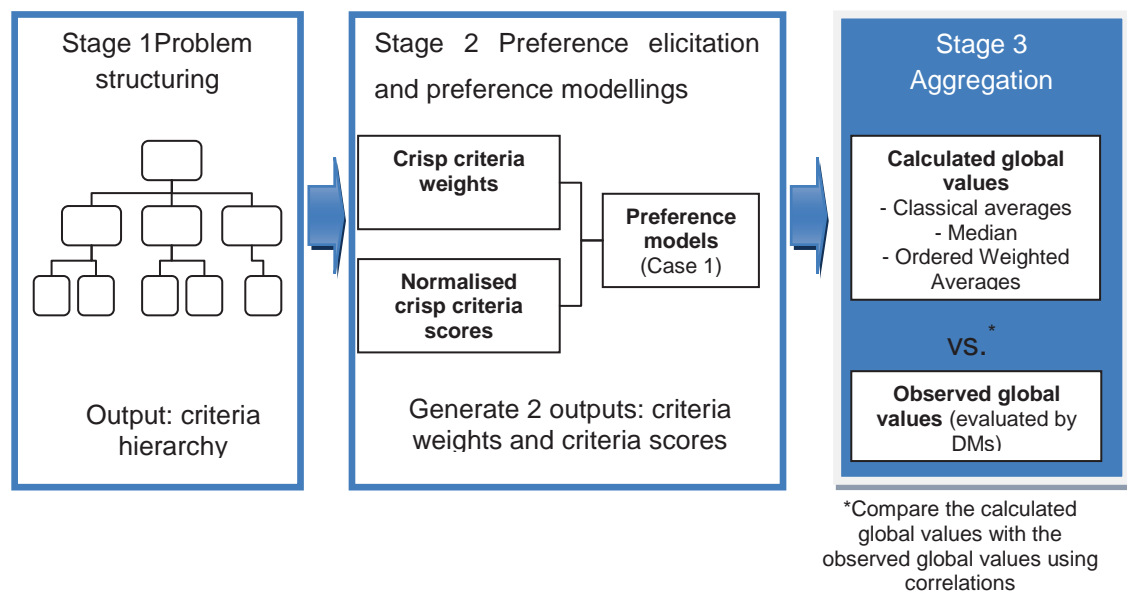 Stage 1Problem
structuring
Output: criteria
hierarchy
Stage 2 Preference elicitation
and preference modellings
Crisp criteria
weights
Normalised
crisp criteria
scores
Preference
models
(Case 1)
Generate 2 outputs: criteria
weights and criteria scores
Stage 3
Aggregation
Calculated global
values
- Classical averages
- Median
- Ordered Weighted
Averages
vs.*
Observed global
values (evaluated by
DMs)
*Compare the calculated
global values with the
observed global values using
correlations